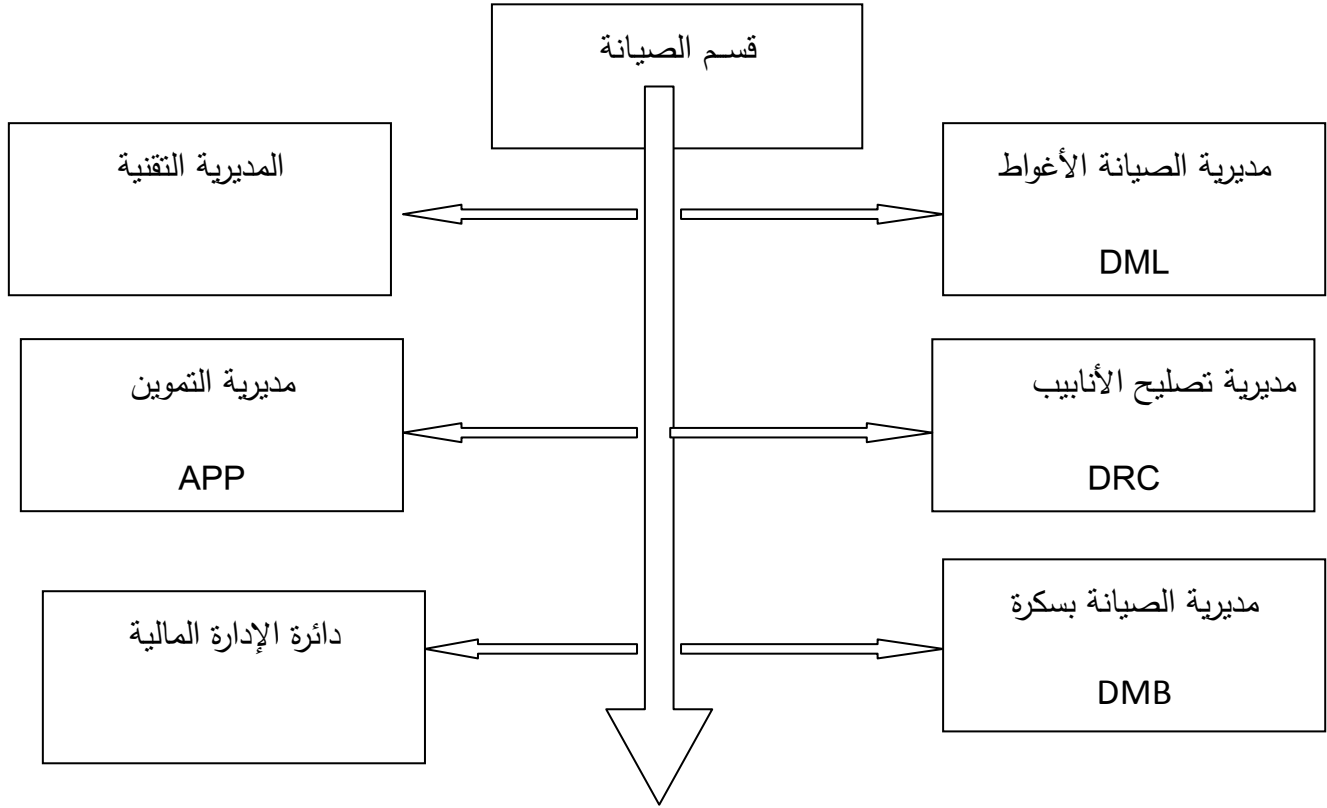 قسم الصيانة
مديرية الصيانة الأغواط
DML
المديرية التقنية
مديرية تصليح الأنابيب
DRC
مديرية التموين
APP
مديرية الصيانة بسكرة
DMB
دائرة الإدارة المالية